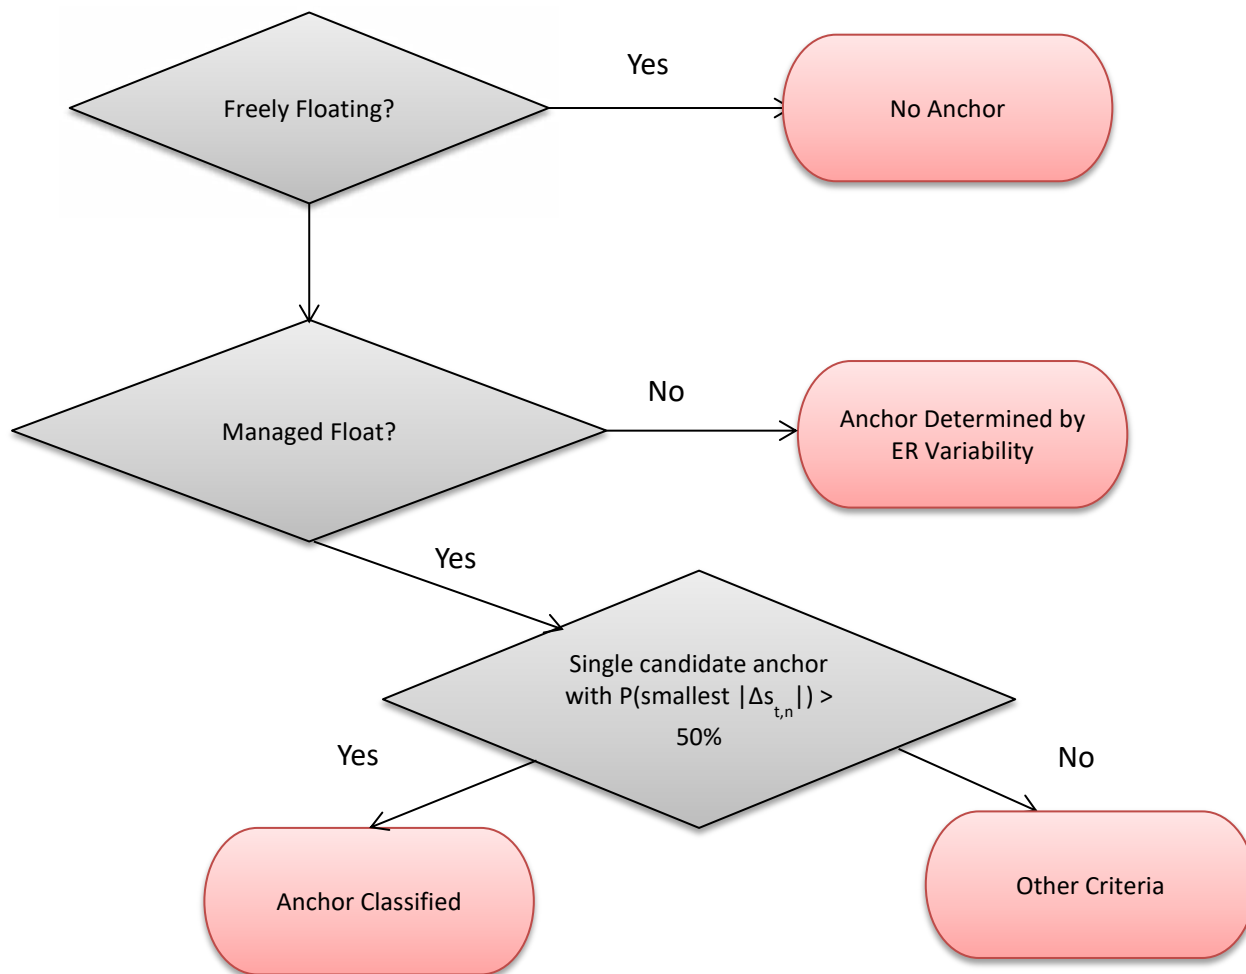 Yes
Freely Floating?
No Anchor
No
Managed Float?
Anchor Determined by
ER Variability
Yes
Single candidate anchor
with P(smallest |Δs_{t,n}|) >
50%
Yes
No
Anchor Classified
Other Criteria